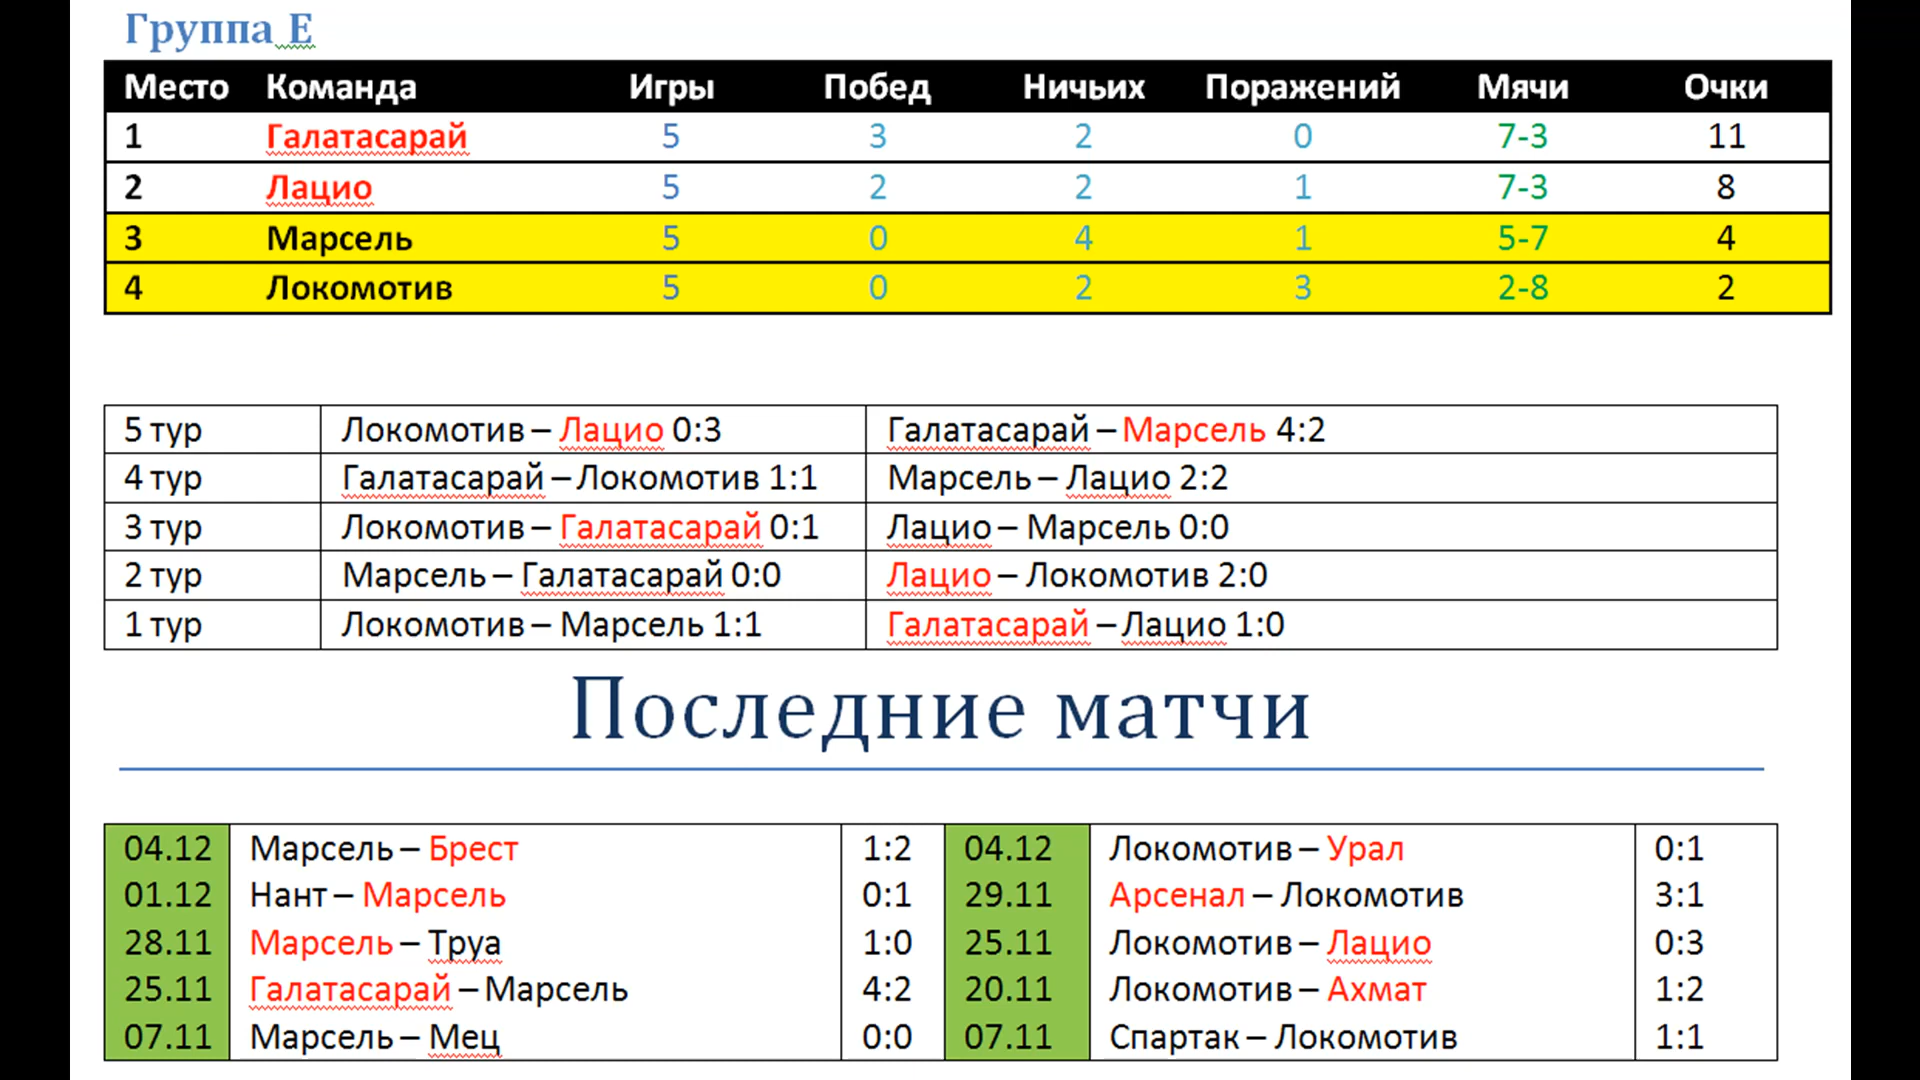 Группа Е
Место Команда Игры Побед Ничьих Поражений Мячи Очки
1 Галатасарай 5 3 2 0 7-3 11
2 Лацио 5 2 2 1 7-3 8
3 Марсель 5 0 4 1 5-7 4
4 Локомотив 5 0 2 3 2-8 2
5 тур Локомотив – Лацио 0:3 Галатасарай – Марсель 4:2
4 тур Галатасарай – Локомотив 1:1 Марсель – Лацио 2:2
3 тур Локомотив – Галатасарай 0:1 Лацио – Марсель 0:0
2 тур Марсель – Галатасарай 0:0 Лацио – Локомотив 2:0
1 тур Локомотив – Марсель 1:1 Галатасарай – Лацио 1:0
Последние матчи
04.12 Марсель – Брест 1:2 04.12 Локомотив – Урал 0:1
01.12 Нант – Марсель 0:1 29.11 Арсенал – Локомотив 3:1
28.11 Марсель – Труа 1:0 25.11 Локомотив – Лацио 0:3
25.11 Галатасарай – Марсель 4:2 20.11 Локомотив – Ахмат 1:2
07.11 Марсель – Мец 0:0 07.11 Спартак – Локомотив 1:1